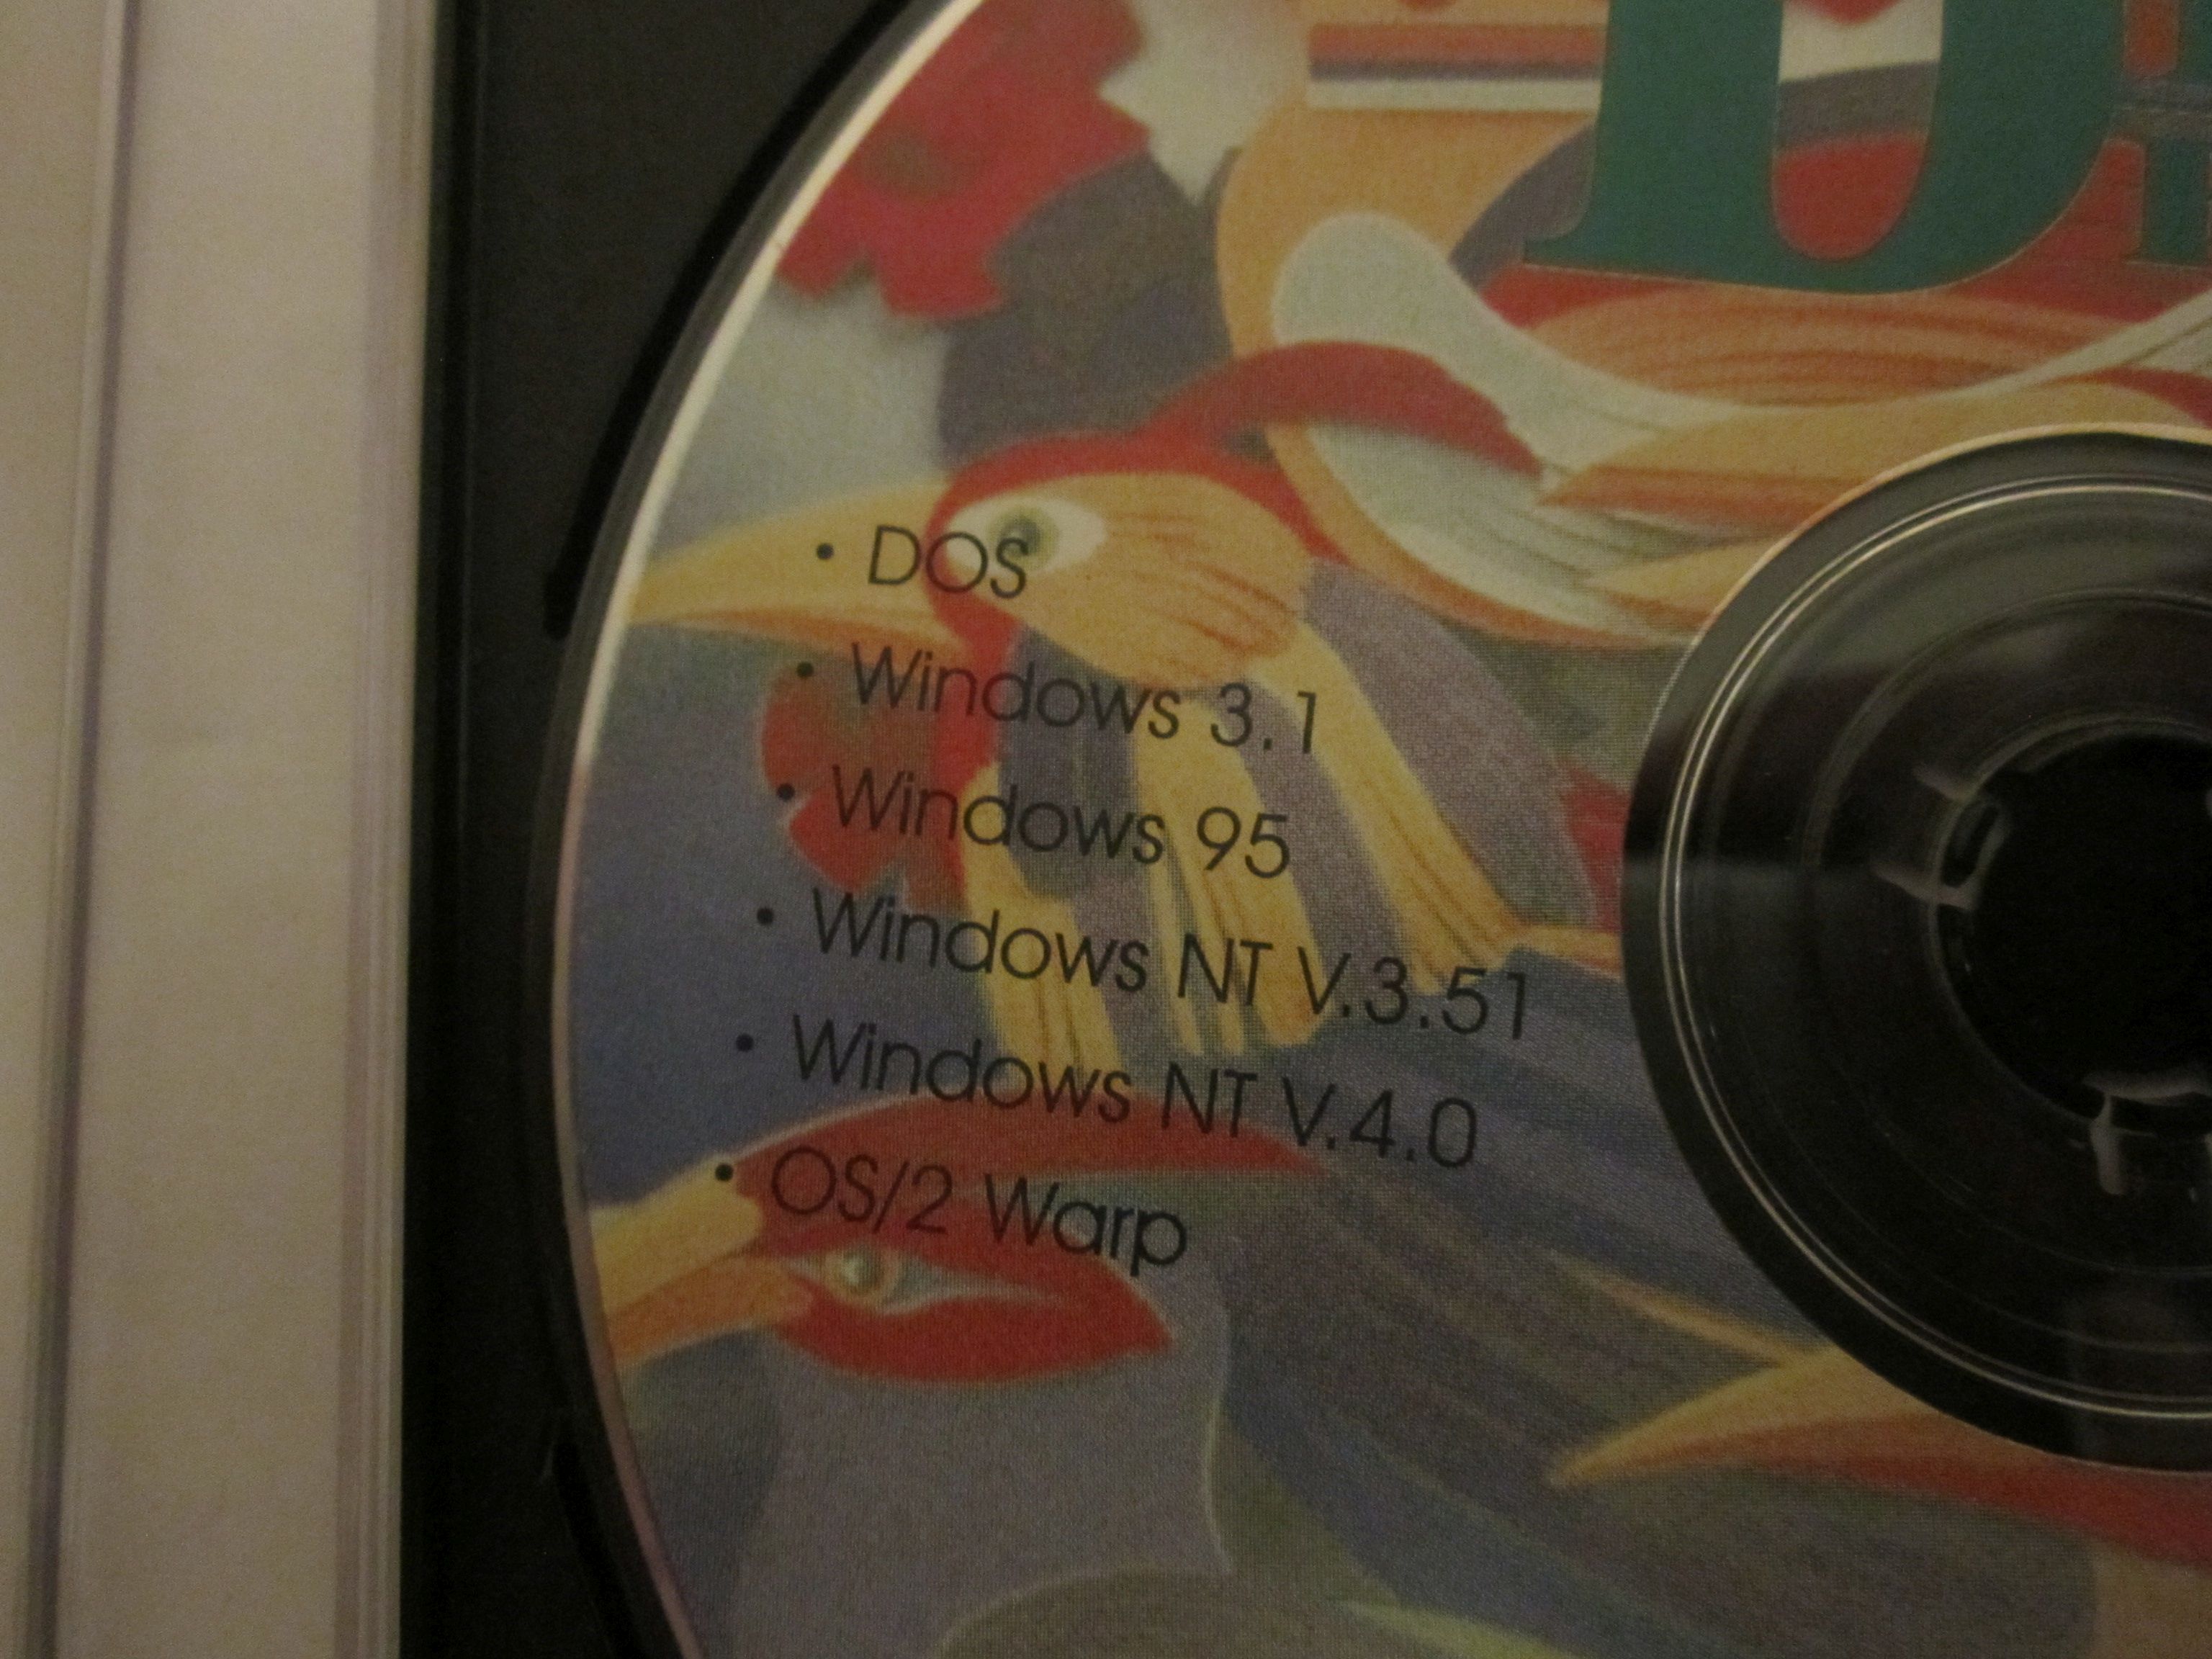 • DOS
• Windows 3.1
• Windows 95
• Windows NT V.3.51
• Windows NT V.4.0
• OS/2 Warp